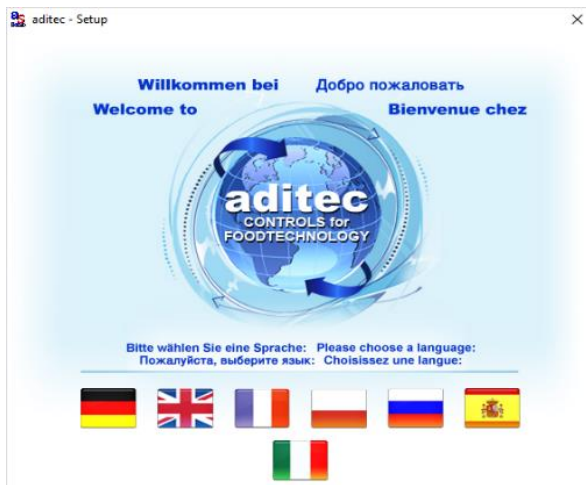 aditec - Setup
Willkommen bei Добро пожаловать
Welcome to Bienvenue chez
aditec
CONTROLS for
FOODTECHNOLOGY
Bitte wählen Sie eine Sprache: Please choose a language:
Пожалуйста, выберите язык: Choisissez une langue: